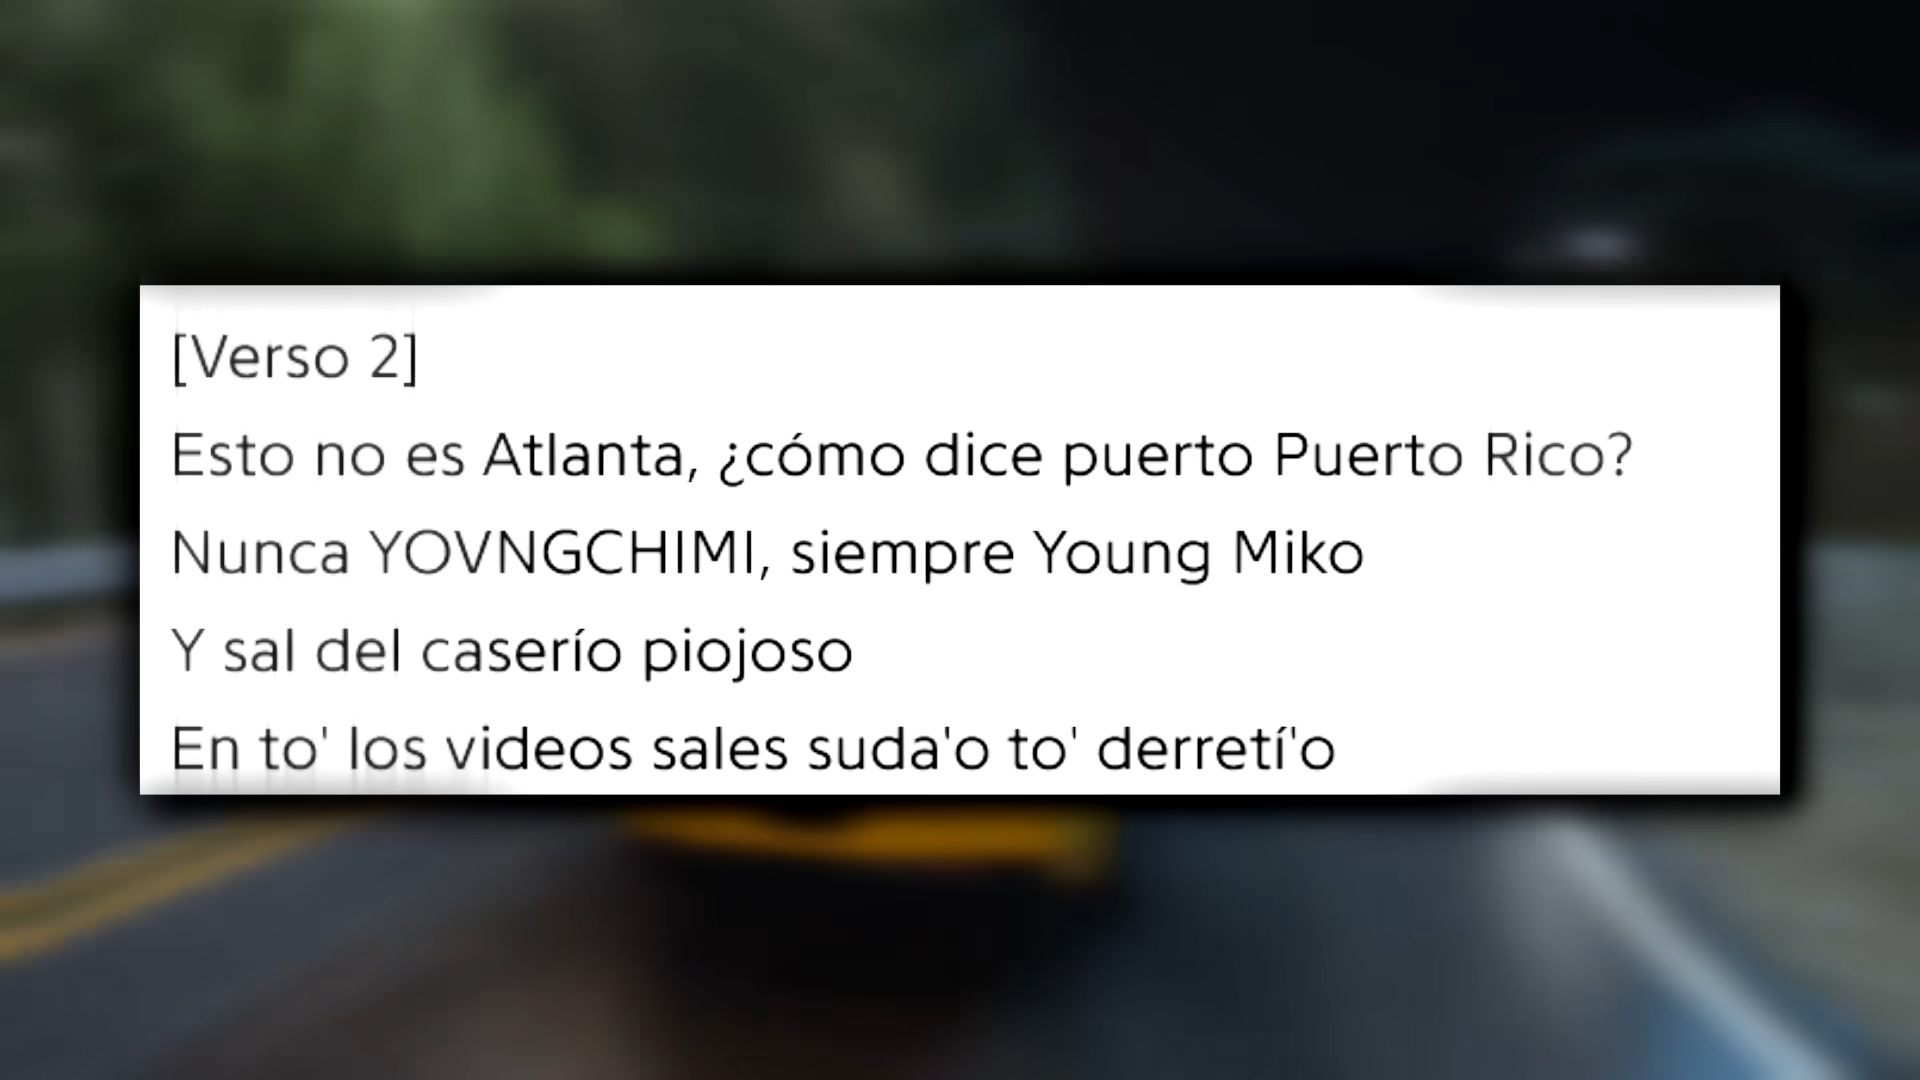 [Verso 2]
Esto no es Atlanta, ¿cómo dice puerto Puerto Rico?
Nunca YOVNGCHIMI, siempre Young Miko
Y sal del caserío piojoso
En to' los videos sales suda'o to' derretí'o